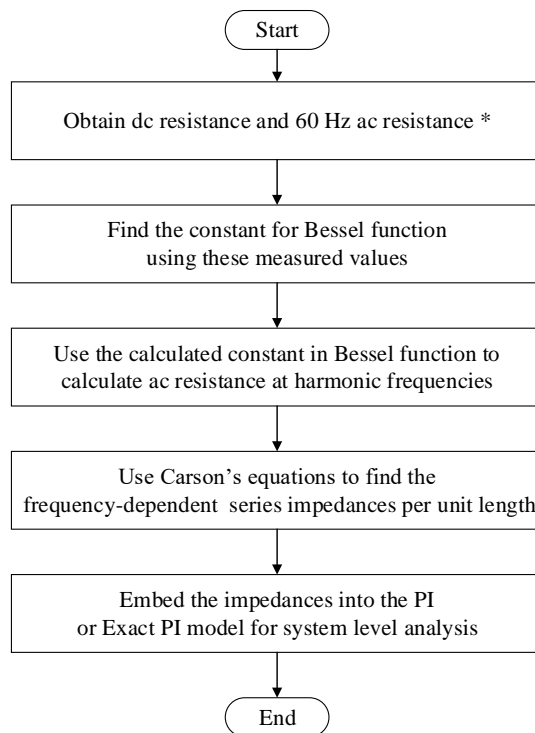 Start
Obtain dc resistance and 60 Hz ac resistance *
Find the constant for Bessel function
using these measured values
Use the calculated constant in Bessel function to
calculate ac resistance at harmonic frequencies
Use Carson’s equations to find the
frequency-dependent series impedances per unit length
Embed the impedances into the PI
or Exact PI model for system level analysis
End